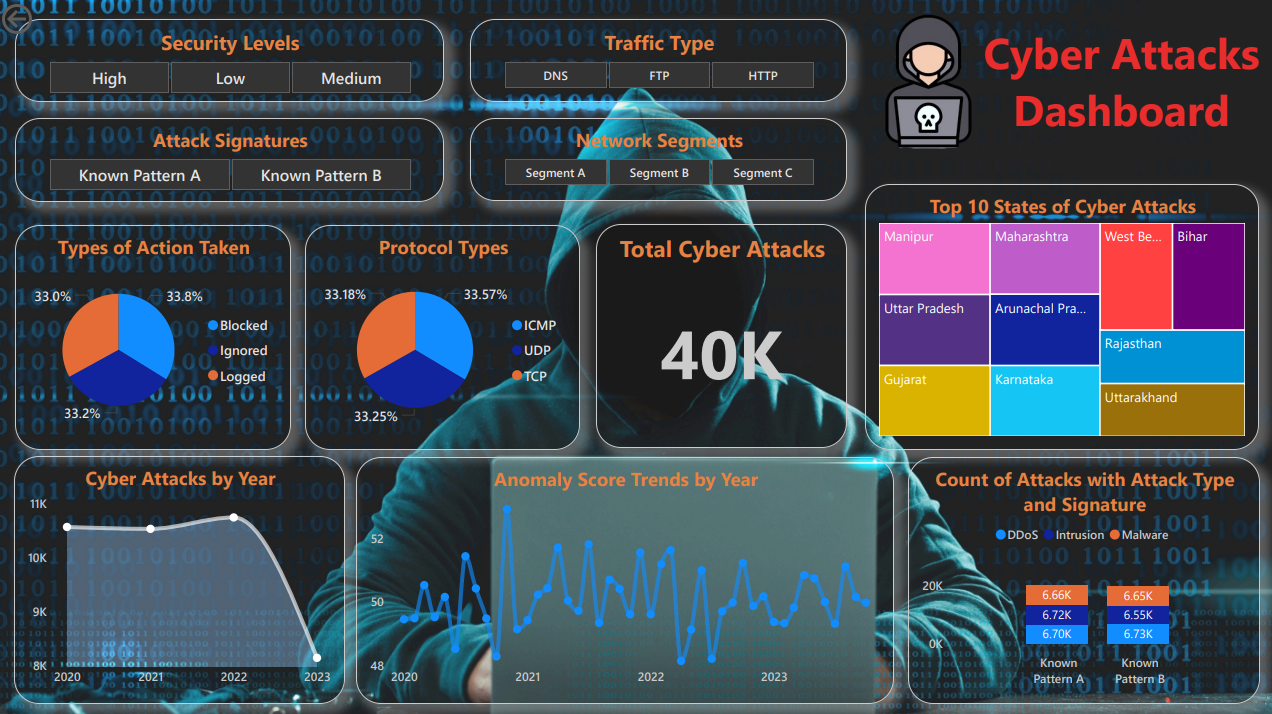 Security Levels
High
Low
Medium
Traffic Type
DNS
FTP
HTTP
Cyber Attacks
Dashboard
Attack Signatures
Known Pattern A
Known Pattern B
Network Segments
Segment A
Segment B
Segment C
Types of Action Taken
33.0%
33.8%
33.2%
Blocked
Ignored
Logged
Protocol Types
33.18%
33.57%
33.25%
ICMP
UDP
TCP
Total Cyber Attacks
40K
Top 10 States of Cyber Attacks
Manipur
Maharashtra
West Be...
Bihar
Uttar Pradesh
Arunachal Pra...
Rajasthan
Gujarat
Karnataka
Uttarakhand
Cyber Attacks by Year
11K
10K
9K
8K
2020
2021
2022
2023
Anomaly Score Trends by Year
52
50
48
2020
2021
2022
2023
Count of Attacks with Attack Type
and Signature
DDoS
Intrusion
Malware
20K
0K
6.66K
6.72K
6.70K
6.65K
6.55K
6.73K
Known
Pattern A
Known
Pattern B